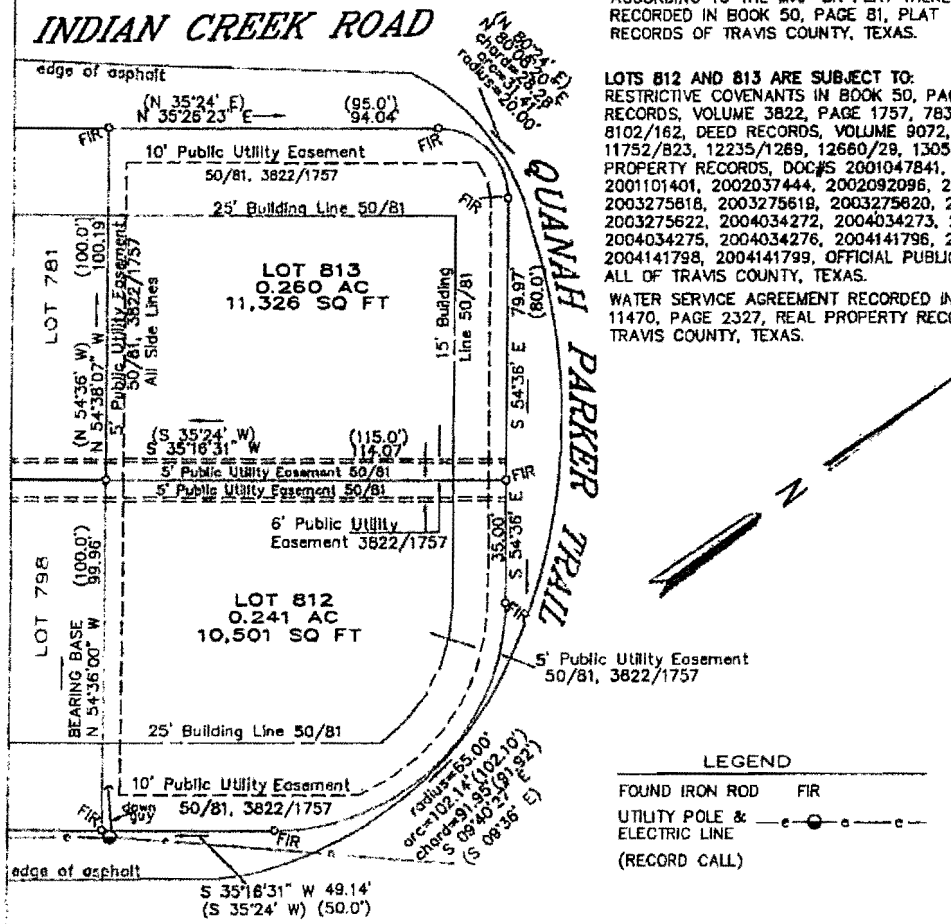 INDIAN CREEK ROAD
edge of asphalt
(N 35°24' E)
N 35°26'23" E
(95.0')
94.04'
FIR
FIR
(N 80°24' E)
N 80°08'20" E
chord=28.28'
arc=31.42'
radius=20.00'
10' Public Utility Easement
50/81, 3822/1757
25' Building Line 50/81
FIR
QUANAH PARKER TRAIL
LOT 781
(N 54°36' W)
N 54°38'07" W
(100.0')
100.19
5' Public Utility Easement
50/81, 3822/1757
All Side Lines
LOT 813
0.260 AC
11,326 SQ FT
15' Building
Line 50/81
S 54°36' E
79.97
(80.0')
(S 35°24' W)
S 35°16'31" W
(115.0')
114.07
5' Public Utility Easement 50/81
5' Public Utility Easement 50/81
FIR
6' Public Utility
Easement 3822/1757
35.00'
S 54°36' E
LOT 798
BEARING BASE
N 54°36'00" W
(100.0')
99.96'
LOT 812
0.241 AC
10,501 SQ FT
FIR
5' Public Utility Easement
50/81, 3822/1757
25' Building Line 50/81
10' Public Utility Easement
50/81, 3822/1757
down
guy
FIR
FIR
radius=65.00'
arc=102.14'(102.10')
chord=91.95'(91.92')
S 09°40'27" E
(S 09°36' E)
e
e
e
edge of asphalt
S 35°16'31" W 49.14'
(S 35°24' W) (50.0')
RECORDED IN BOOK 50, PAGE 81, PLAT
RECORDS OF TRAVIS COUNTY, TEXAS.
LOTS 812 AND 813 ARE SUBJECT TO:
RESTRICTIVE COVENANTS IN BOOK 50, PA
RECORDS, VOLUME 3822, PAGE 1757, 783
8102/162, DEED RECORDS, VOLUME 9072,
11752/823, 12235/1269, 12660/29, 1305
PROPERTY RECORDS, DOC#S 2001047841,
2001101401, 2002037444, 2002092096, 2
2003275618, 2003275619, 2003275620, 2
2003275622, 2004034272, 2004034273,
2004034275, 2004034276, 2004141796, 2
2004141798, 2004141799, OFFICIAL PUBLIC
ALL OF TRAVIS COUNTY, TEXAS.
WATER SERVICE AGREEMENT RECORDED IN
11470, PAGE 2327, REAL PROPERTY RECO
TRAVIS COUNTY, TEXAS.
N
LEGEND
FOUND IRON ROD FIR
UTILITY POLE &
ELECTRIC LINE e e e
(RECORD CALL)